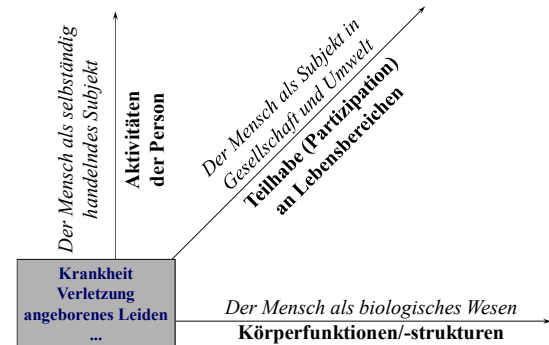 Der Mensch als selbständig
handelndes Subjekt
Aktivitäten
der Person
Der Mensch als Subjekt in
Gesellschaft und Umwelt
Teilhabe (Partizipation)
an Lebensbereichen
Krankheit
Verletzung
angeborenes Leiden
...
Der Mensch als biologisches Wesen
Körperfunktionen/-strukturen